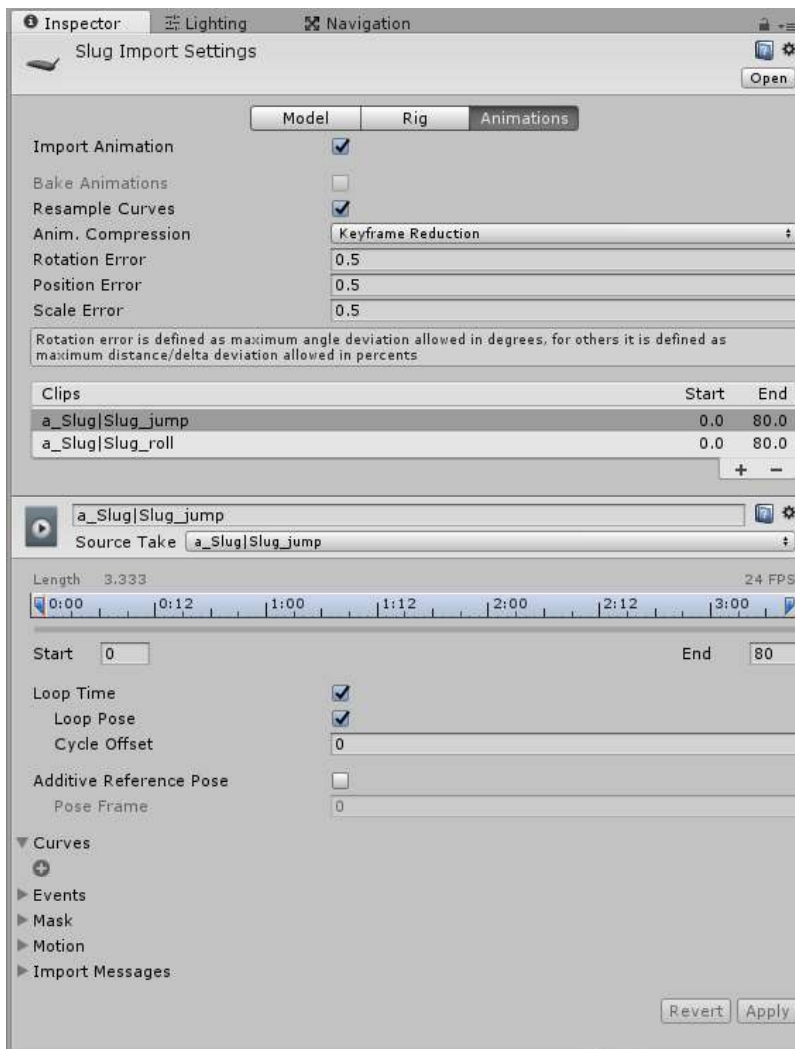 Inspector Lighting Navigation
Slug Import Settings
Open
Model Rig Animations
Import Animation
Bake Animations
Resample Curves
Anim. Compression Keyframe Reduction
Rotation Error 0.5
Position Error 0.5
Scale Error 0.5
Rotation error is defined as maximum angle deviation allowed in degrees, for others it is defined as
maximum distance/delta deviation allowed in percents
Clips Start End
a_Slug|Slug_jump 0.0 80.0
a_Slug|Slug_roll 0.0 80.0
+ −
a_Slug|Slug_jump
Source Take a_Slug|Slug_jump
Length 3.333 24 FPS
0:00 0:12 1:00 1:12 2:00 2:12 3:00
Start 0 End 80
Loop Time
Loop Pose
Cycle Offset 0
Additive Reference Pose
Pose Frame 0
Curves
Events
Mask
Motion
Import Messages
Revert Apply